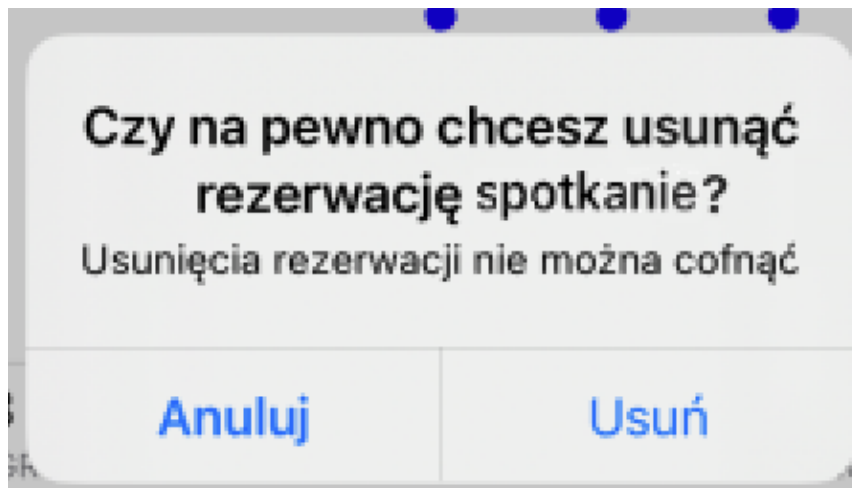 Czy na pewno chcesz usunąć
rezerwację spotkanie?
Usunięcia rezerwacji nie można cofnąć
Anuluj
Usuń